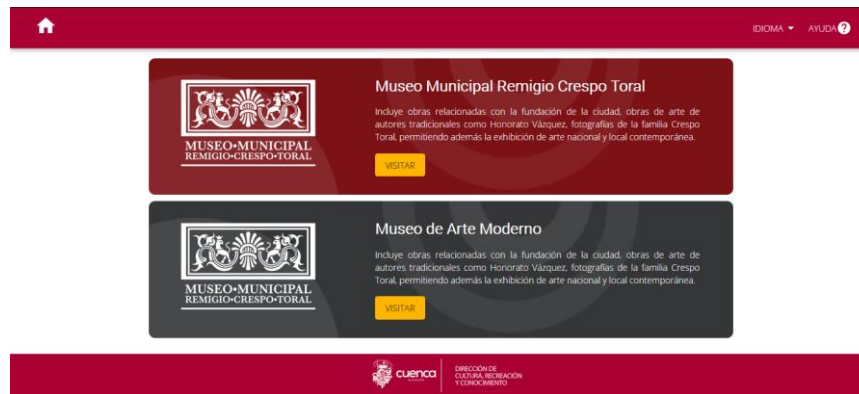 IDIOMA AYUDA ?
Museo Municipal Remigio Crespo Toral
Incluye obras relacionadas con la fundación de la ciudad, obras de arte de
autores tradicionales como Honorato Vázquez, fotografías de la familia Crespo
Toral, permitiendo además la exhibición de arte nacional y local contemporánea.
MUSEO•MUNICIPAL
REMIGIO•CRESPO•TORAL
VISITAR
Museo de Arte Moderno
Incluye obras relacionadas con la fundación de la ciudad, obras de arte de
autores tradicionales como Honorato Vázquez, fotografías de la familia Crespo
Toral, permitiendo además la exhibición de arte nacional y local contemporánea.
MUSEO•MUNICIPAL
REMIGIO•CRESPO•TORAL
VISITAR
cuenca
DIRECCIÓN DE
CULTURA, RECREACIÓN
Y CONOCIMIENTO